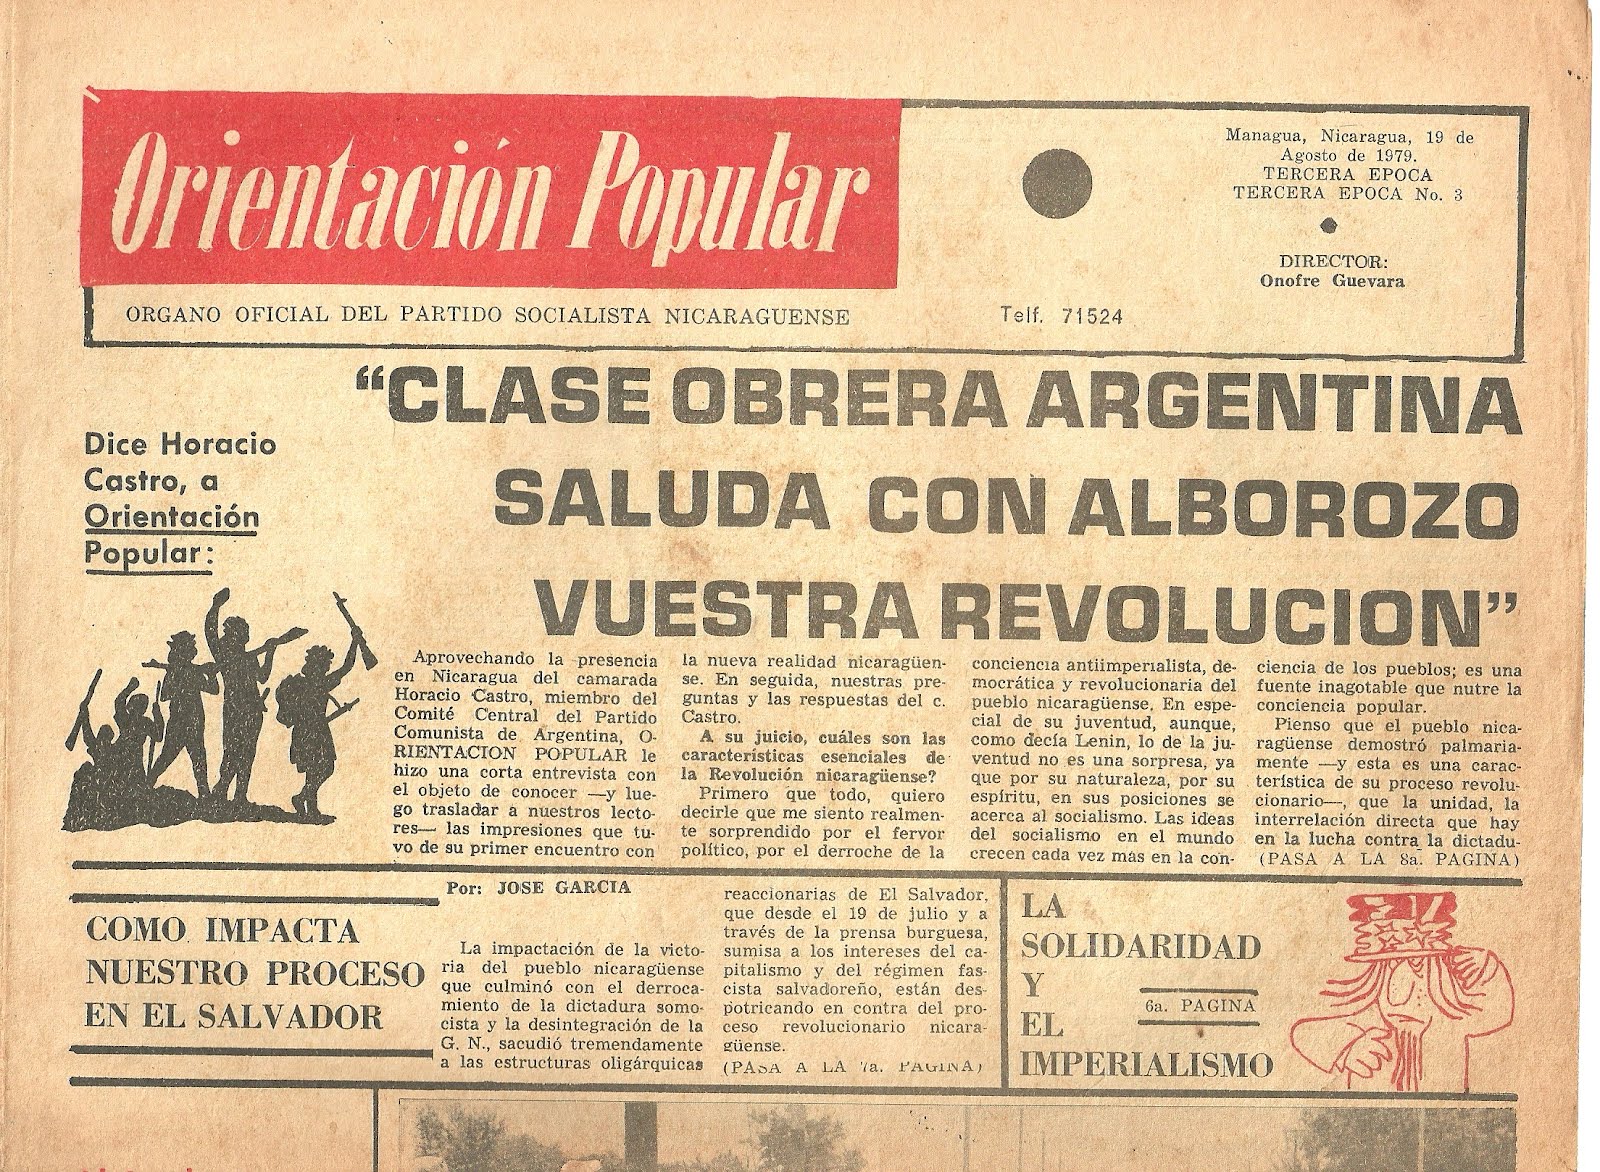 Orientación Popular
ORGANO OFICIAL DEL PARTIDO SOCIALISTA NICARAGUENSE
Telf. 71524
Managua, Nicaragua, 19 de
Agosto de 1979.
TERCERA EPOCA
TERCERA EPOCA No. 3
DIRECTOR:
Onofre Guevara
Dice Horacio
Castro, a
Orientación
Popular:
“CLASE OBRERA ARGENTINA
SALUDA CON ALBOROZO
VUESTRA REVOLUCION”
Aprovechando la presencia
en Nicaragua del camarada
Horacio Castro, miembro del
Comité Central del Partido
Comunista de Argentina, O-
RIENTACION POPULAR le
hizo una corta entrevista con
el objeto de conocer —y lue-
go trasladar a nuestros lecto-
res— las impresiones que tu-
vo de su primer encuentro con
la nueva realidad nicaragüen-
se. En seguida, nuestras pre-
guntas y las respuestas del c.
Castro.
A su juicio, cuáles son las
características esenciales de
la Revolución nicaragüense?
Primero que todo, quiero
decirle que me siento realmen-
te sorprendido por el fervor
político, por el derroche de la
conciencia antiimperialista, de-
mocrática y revolucionaria del
pueblo nicaragüense. En espe-
cial de su juventud, aunque,
como decía Lenin, lo de la ju-
ventud no es una sorpresa, ya
que por su naturaleza, por su
espíritu, en sus posiciones se
acerca al socialismo. Las ideas
del socialismo en el mundo
crecen cada vez más en la con-
ciencia de los pueblos; es una
fuente inagotable que nutre la
conciencia popular.
Pienso que el pueblo nica-
ragüense demostró palmaria-
mente —y esta es una carac-
terística de su proceso revolu-
cionario—, que la unidad, la
interrelación directa que hay
en la lucha contra la dictadu-
(PASA A LA 8a. PAGINA)
COMO IMPACTA
NUESTRO PROCESO
EN EL SALVADOR
Por: JOSE GARCIA
La impactación de la victo-
ria del pueblo nicaragüense
que culminó con el derroca-
miento de la dictadura somo-
cista y la desintegración de la
G. N., sacudió tremendamente
a las estructuras oligárquicas
reaccionarias de El Salvador,
que desde el 19 de julio y a
través de la prensa burguesa,
sumisa a los intereses del ca-
pitalismo y del régimen fas-
cista salvadoreño, están des-
potricando en contra del pro-
ceso revolucionario nicara-
güense.
(PASA A LA 7a. PAGINA)
LA
SOLIDARIDAD
Y
EL
IMPERIALISMO
6a. PAGINA